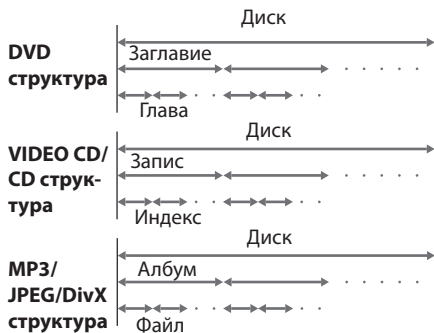 Диск
DVD
структура
Заглавие
Глава
Диск
VIDEO CD/
CD струк-
тура
Запис
Индекс
Диск
MP3/
JPEG/DivX
структура
Албум
Файл